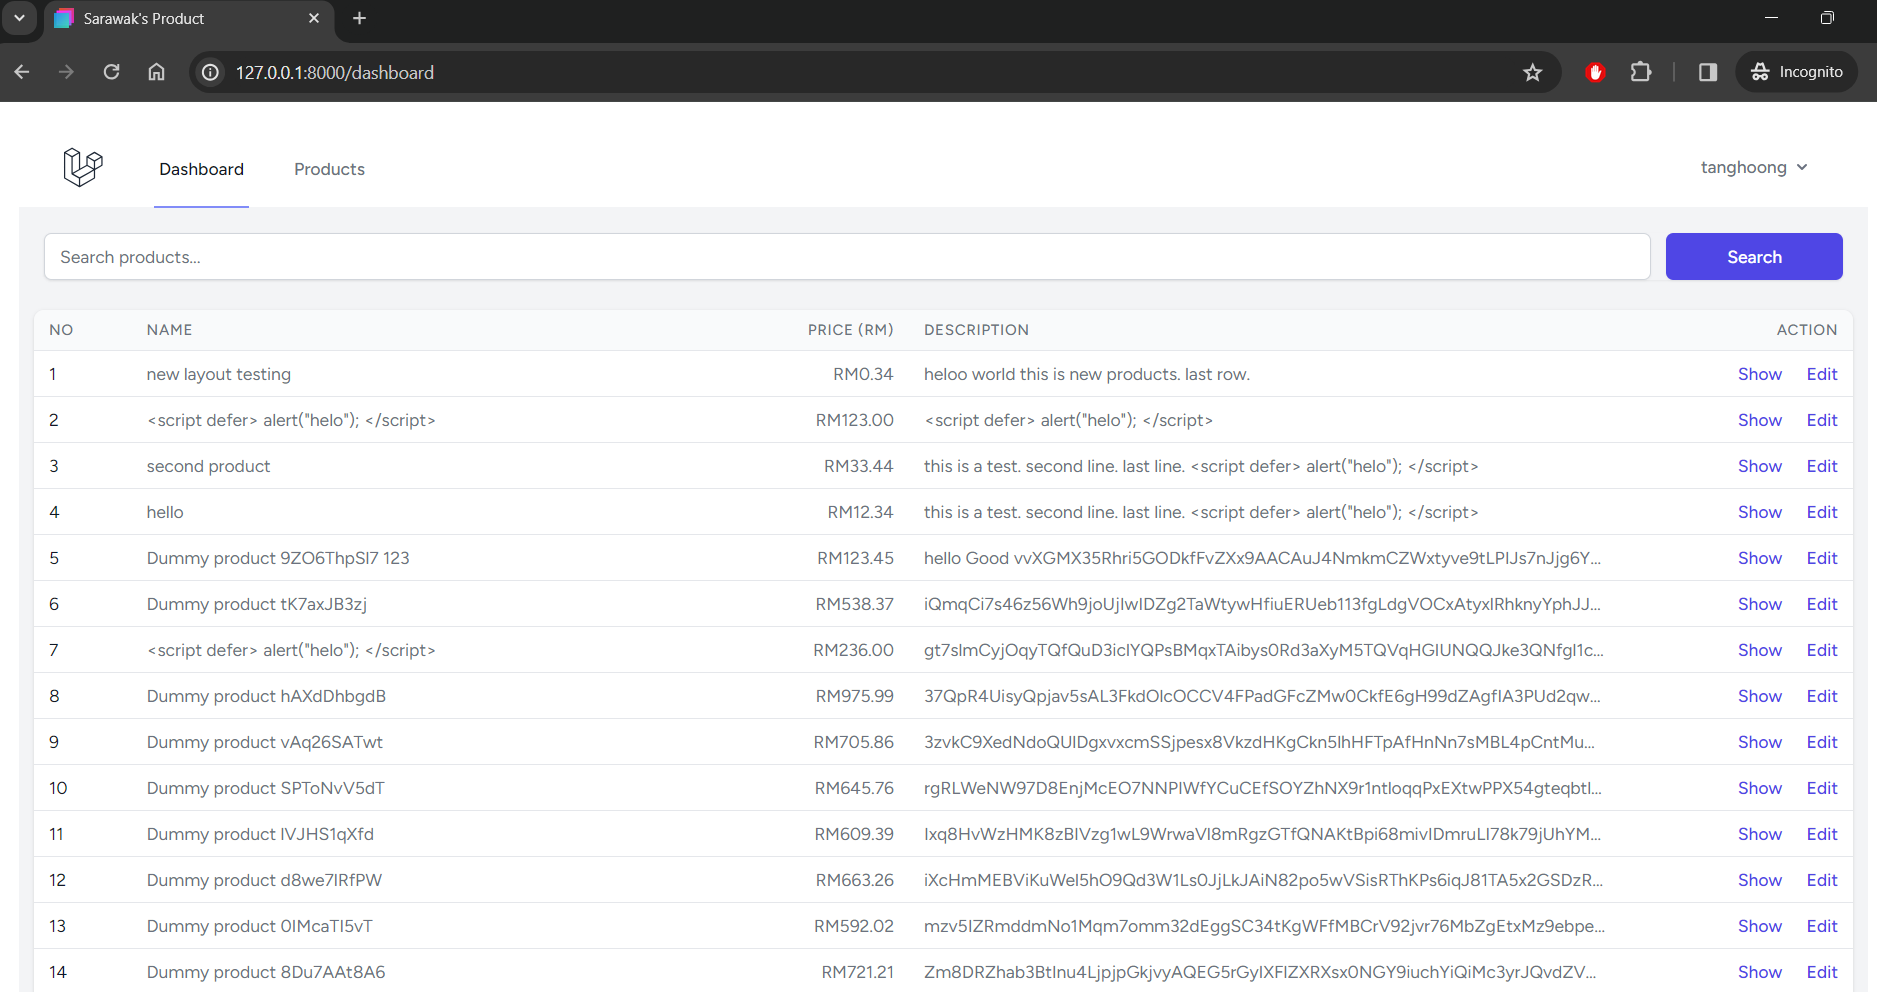 Sarawak's Product
127.0.0.1:8000/dashboard
Incognito
Dashboard Products tanghoong
Search products... Search
NO NAME PRICE (RM) DESCRIPTION ACTION
1 new layout testing RM0.34 heloo world this is new products. last row. Show Edit
2 <script defer> alert("helo"); </script> RM123.00 <script defer> alert("helo"); </script> Show Edit
3 second product RM33.44 this is a test. second line. last line. <script defer> alert("helo"); </script> Show Edit
4 hello RM12.34 this is a test. second line. last line. <script defer> alert("helo"); </script> Show Edit
5 Dummy product 9ZO6ThpSI7 123 RM123.45 hello Good vvXGMX35Rhri5GODkfFvZXx9AACAuJ4NmkmCZWxtyve9tLPIJs7nJjg6Y... Show Edit
6 Dummy product tK7axJB3zj RM538.37 iQmqCi7s46z56Wh9joUjIwIDZg2TaWtywHfiuERUeb113fgLdgVOCxAtyxIRhknyYphJJ... Show Edit
7 <script defer> alert("helo"); </script> RM236.00 gt7slmCyjOqyTQfQuD3icIYQPsBMqxTAibys0Rd3aXyM5TQVqHGIUNQQJke3QNfgI1c... Show Edit
8 Dummy product hAXdDhbgdB RM975.99 37QpR4UisyQpjav5sAL3FkdOIcOCCV4FPadGFcZMw0CkfE6gH99dZAgfIA3PUd2qw... Show Edit
9 Dummy product vAq26SATwt RM705.86 3zvkC9XedNdoQUIDgxvxcmSSjpesx8VkzdHKgCkn5lhHFTpAfHnNn7sMBL4pCntMu... Show Edit
10 Dummy product SPToNvV5dT RM645.76 rgRLWeNW97D8EnjMcEO7NNPIWfYCuCEfSOYZhNX9r1ntloqqPxEXtwPPX54gteqbtl... Show Edit
11 Dummy product IVJHS1qXfd RM609.39 Ixq8HvWzHMK8zBIVzg1wL9WrwaVI8mRgzGTfQNAKtBpi68mivIDmruLI78k79jUhYM... Show Edit
12 Dummy product d8we7IRfPW RM663.26 iXcHmMEBViKuWeI5hO9Qd3W1Ls0JjLkJAiN82po5wVSisRThKPs6iqJ81TA5x2GSDzR... Show Edit
13 Dummy product 0IMcaTI5vT RM592.02 mzv5IZRmddmNo1Mqm7omm32dEggSC34tKgWFfMBCrV92jvr76MbZgEtxMz9ebpe... Show Edit
14 Dummy product 8Du7AAt8A6 RM721.21 Zm8DRZhab3BtInu4LjpjpGkjvyAQEG5rGyIXFIZXRXsx0NGY9iuchYiQiMc3yrJQvdZV... Show Edit